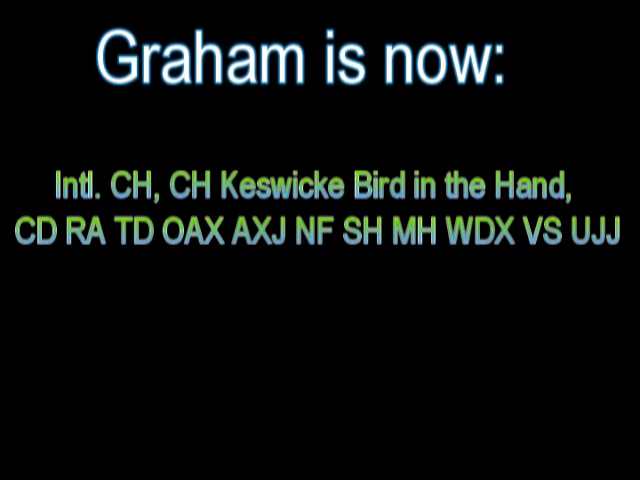 Graham is now:
Intl. CH, CH Keswicke Bird in the Hand,
CD RA TD OAX AXJ NF SH MH WDX VS UJJ